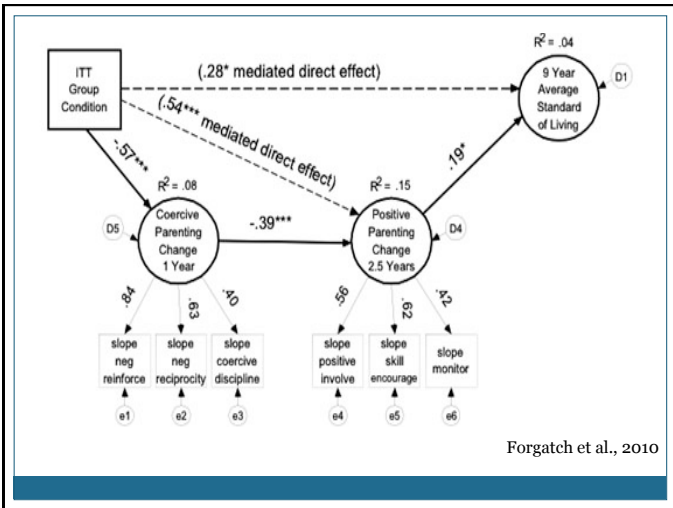 R² = .04
ITT
Group
Condition
(.28* mediated direct effect)
9 Year
Average
Standard
of Living
D1
(.54*** mediated direct effect)
-.57***
.19*
R² = .08
R² = .15
D5
Coercive
Parenting
Change
1 Year
-.39***
Positive
Parenting
Change
2.5 Years
D4
.84
.63
.40
.56
.62
.42
slope
neg
reinforce
slope
neg
reciprocity
slope
coercive
discipline
slope
positive
involve
slope
skill
encourage
slope
monitor
e1
e2
e3
e4
e5
e6
Forgatch et al., 2010